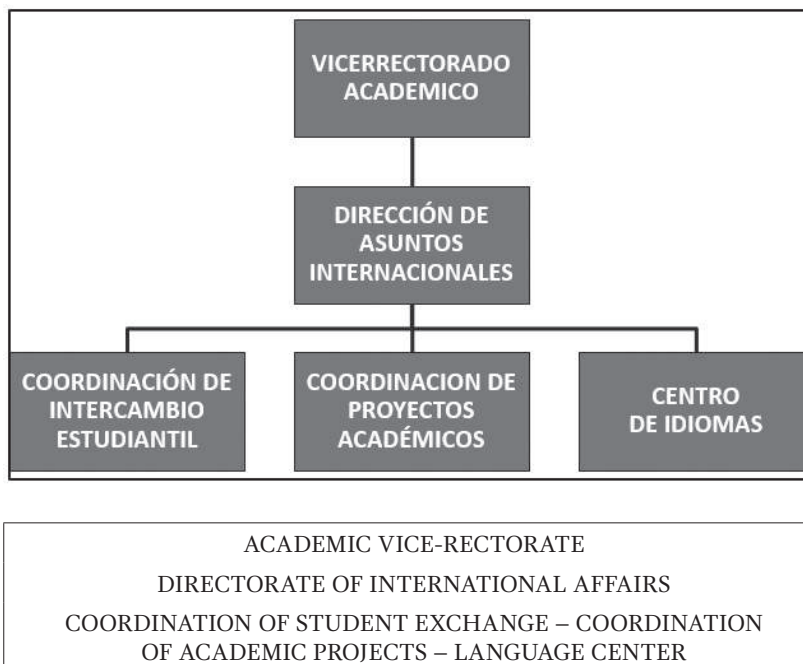 VICERRECTORADO
ACADEMICO
DIRECCIÓN DE
ASUNTOS
INTERNACIONALES
COORDINACIÓN DE
INTERCAMBIO
ESTUDIANTIL
COORDINACION DE
PROYECTOS
ACADÉMICOS
CENTRO
DE IDIOMAS
ACADEMIC VICE-RECTORATE
DIRECTORATE OF INTERNATIONAL AFFAIRS
COORDINATION OF STUDENT EXCHANGE – COORDINATION
OF ACADEMIC PROJECTS – LANGUAGE CENTER